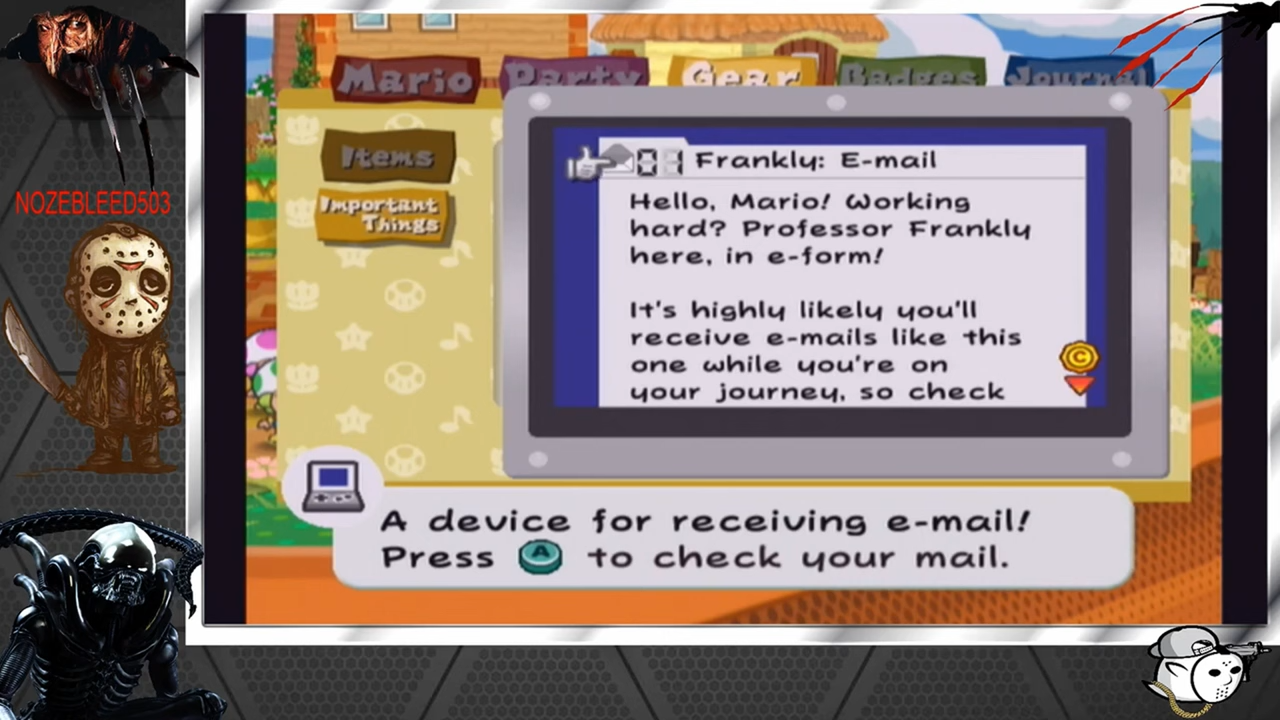 Mario
Party
Gear
Badges
Journal
Items
Important
Things
01 Frankly: E-mail
Hello, Mario! Working
hard? Professor Frankly
here, in e-form!
It's highly likely you'll
receive e-mails like this
one while you're on
your journey, so check
C
A device for receiving e-mail!
Press A to check your mail.
NOZEBLEED503